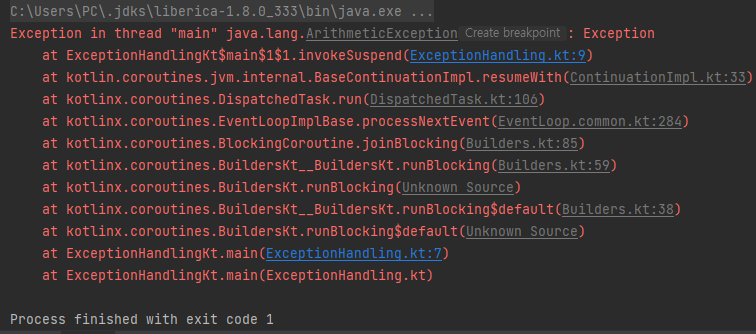 C:\Users\PC\.jdks\liberica-1.8.0_333\bin\java.exe ...
Exception in thread "main" java.lang.ArithmeticException Create breakpoint : Exception
    at ExceptionHandlingKt$main$1$1.invokeSuspend(ExceptionHandling.kt:9)
    at kotlin.coroutines.jvm.internal.BaseContinuationImpl.resumeWith(ContinuationImpl.kt:33)
    at kotlinx.coroutines.DispatchedTask.run(DispatchedTask.kt:106)
    at kotlinx.coroutines.EventLoopImplBase.processNextEvent(EventLoop.common.kt:284)
    at kotlinx.coroutines.BlockingCoroutine.joinBlocking(Builders.kt:85)
    at kotlinx.coroutines.BuildersKt__BuildersKt.runBlocking(Builders.kt:59)
    at kotlinx.coroutines.BuildersKt.runBlocking(Unknown Source)
    at kotlinx.coroutines.BuildersKt__BuildersKt.runBlocking$default(Builders.kt:38)
    at kotlinx.coroutines.BuildersKt.runBlocking$default(Unknown Source)
    at ExceptionHandlingKt.main(ExceptionHandling.kt:7)
    at ExceptionHandlingKt.main(ExceptionHandling.kt)
Process finished with exit code 1